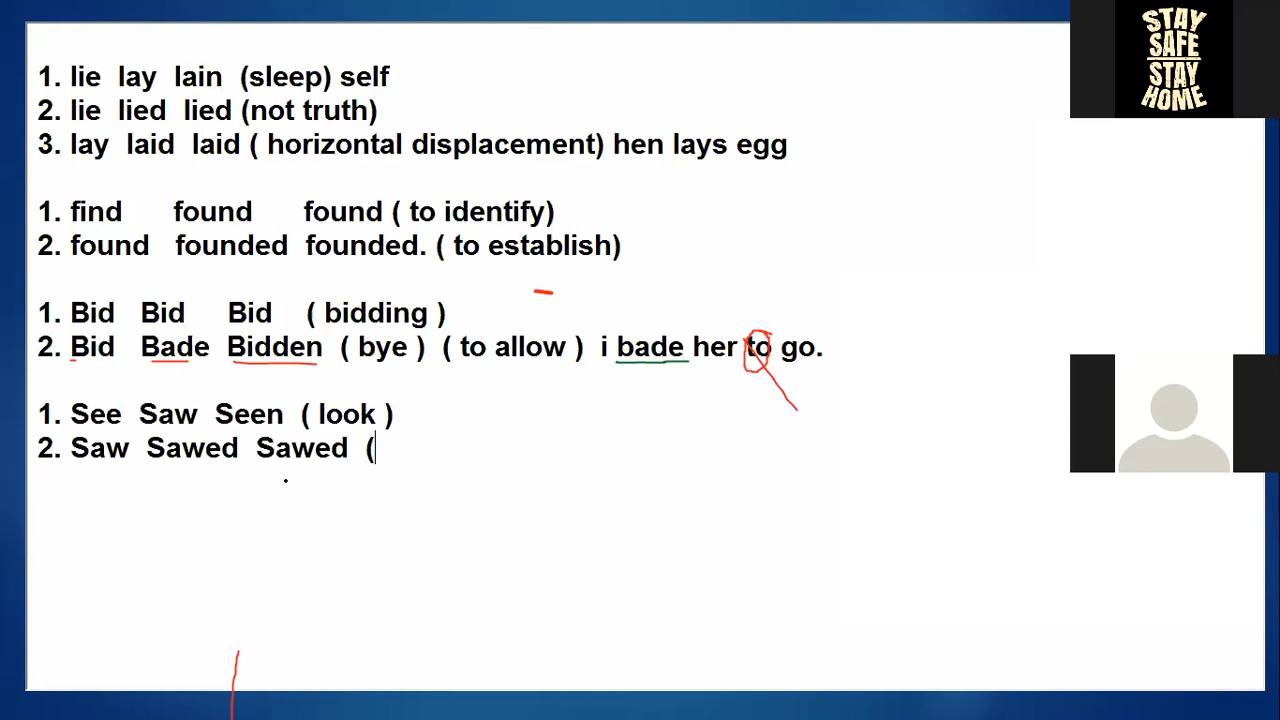 1. lie lay lain (sleep) self
2. lie lied lied (not truth)
3. lay laid laid ( horizontal displacement) hen lays egg
1. find found found ( to identify)
2. found founded founded. ( to establish)
1. Bid Bid Bid ( bidding )
2. Bid Bade Bidden ( bye ) ( to allow ) i bade her to go.
1. See Saw Seen ( look )
2. Saw Sawed Sawed (
STAY
SAFE
STAY
HOME